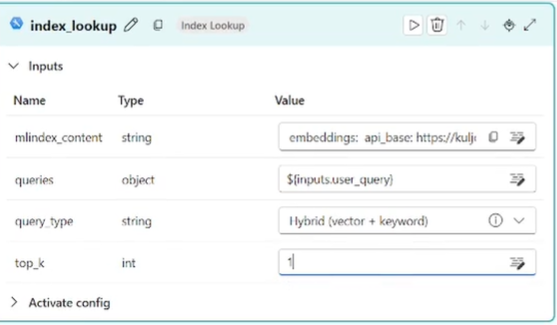 index_lookup Index Lookup
Inputs
Name Type Value
mlindex_content string embeddings: api_base: https://kulj
queries object ${inputs.user_query}
query_type string Hybrid (vector + keyword)
top_k int 1
Activate config